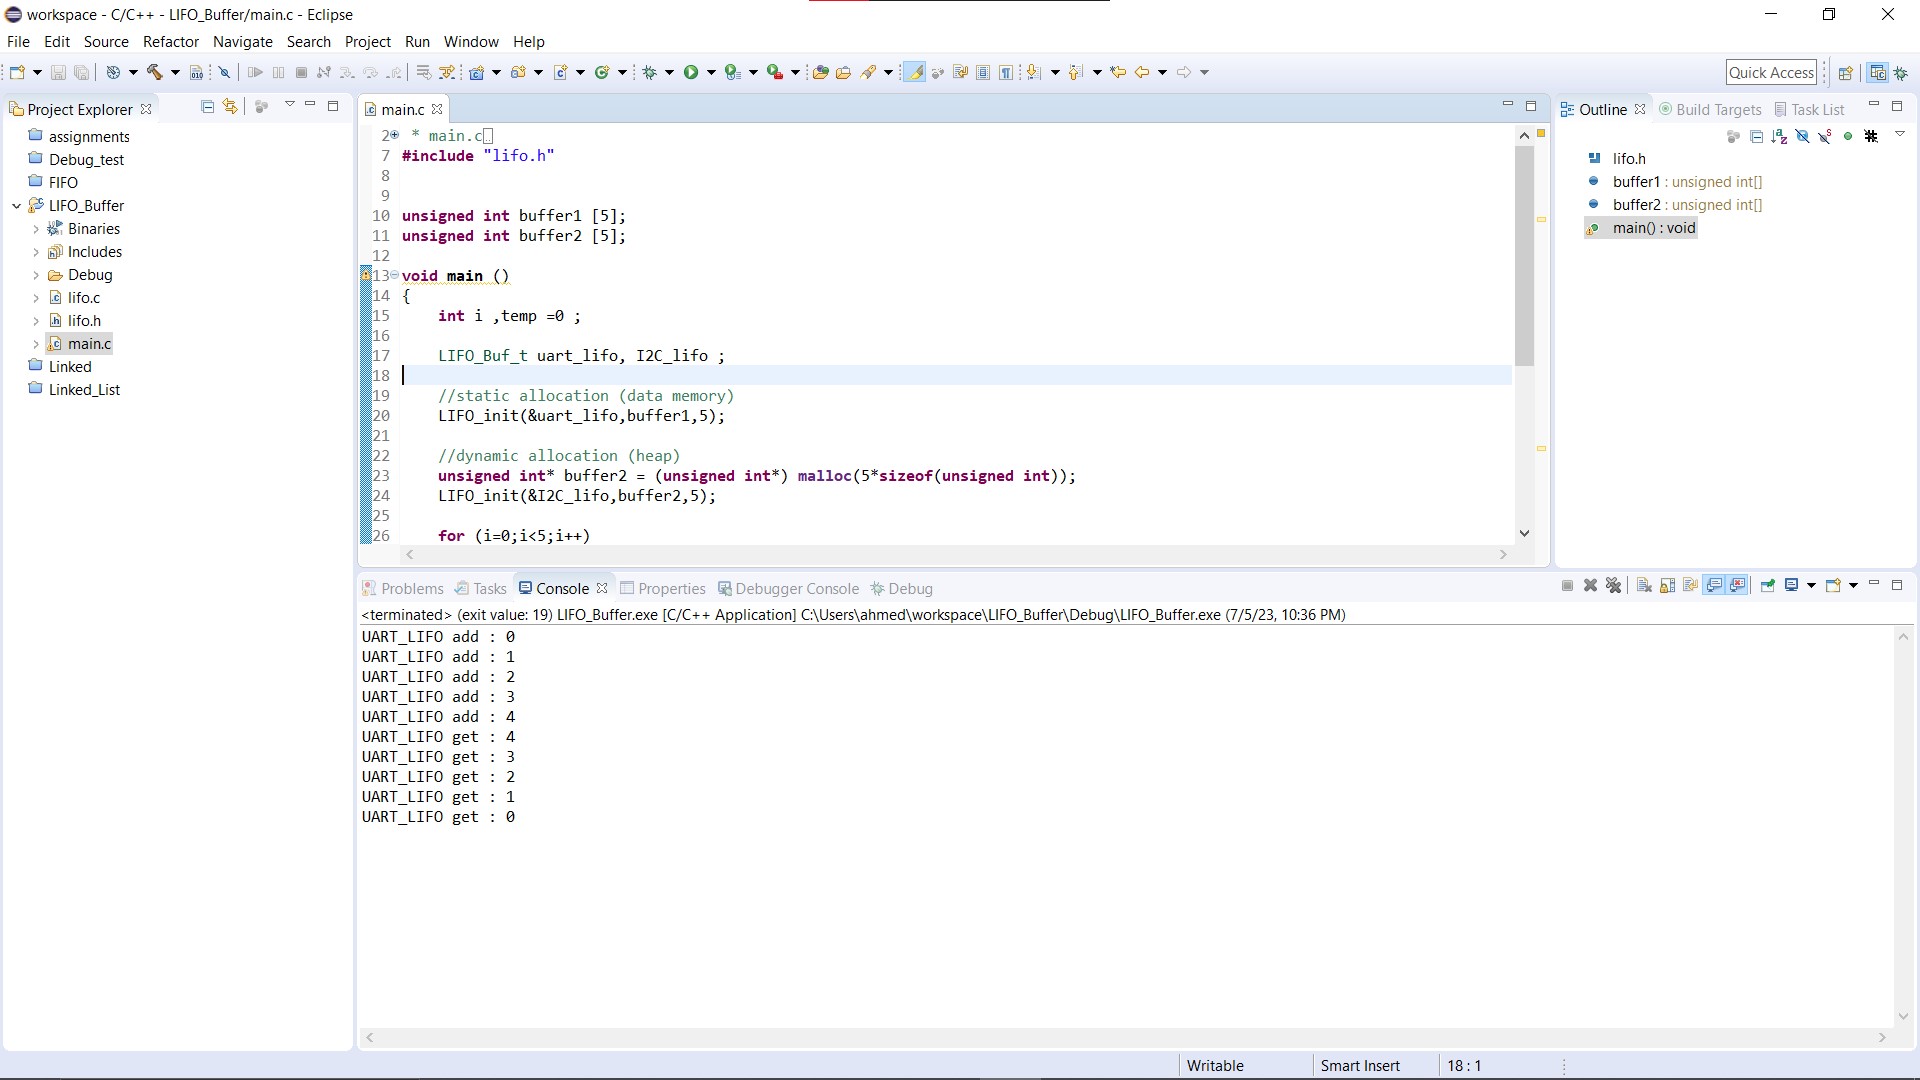 workspace - C/C++ - LIFO_Buffer/main.c - Eclipse
File Edit Source Refactor Navigate Search Project Run Window Help
Quick Access
Project Explorer
assignments
Debug_test
FIFO
LIFO_Buffer
Binaries
Includes
Debug
lifo.c
lifo.h
main.c
Linked
Linked_List
main.c
2 * main.c
7 #include "lifo.h"
8
9
10 unsigned int buffer1 [5];
11 unsigned int buffer2 [5];
12
13 void main ()
14 {
15 int i ,temp =0 ;
16
17 LIFO_Buf_t uart_lifo, I2C_lifo ;
18
19 //static allocation (data memory)
20 LIFO_init(&uart_lifo,buffer1,5);
21
22 //dynamic allocation (heap)
23 unsigned int* buffer2 = (unsigned int*) malloc(5*sizeof(unsigned int));
24 LIFO_init(&I2C_lifo,buffer2,5);
25
26 for (i=0;i<5;i++)
Outline Build Targets Task List
lifo.h
buffer1 : unsigned int[]
buffer2 : unsigned int[]
main() : void
Problems Tasks Console Properties Debugger Console Debug
<terminated> (exit value: 19) LIFO_Buffer.exe [C/C++ Application] C:\Users\ahmed\workspace\LIFO_Buffer\Debug\LIFO_Buffer.exe (7/5/23, 10:36 PM)
UART_LIFO add : 0
UART_LIFO add : 1
UART_LIFO add : 2
UART_LIFO add : 3
UART_LIFO add : 4
UART_LIFO get : 4
UART_LIFO get : 3
UART_LIFO get : 2
UART_LIFO get : 1
UART_LIFO get : 0
Writable Smart Insert 18 : 1